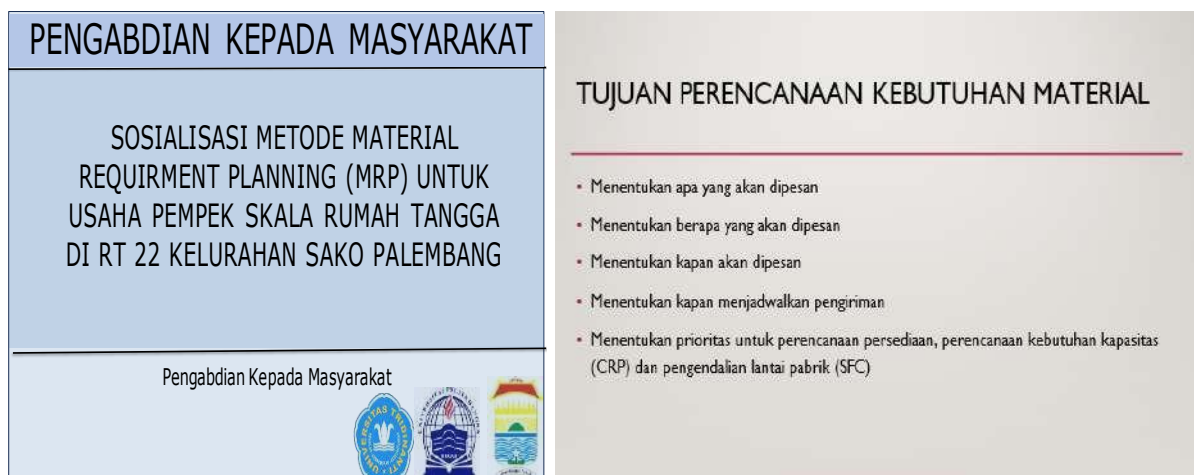 PENGABDIAN KEPADA MASYARAKAT
SOSIALISASI METODE MATERIAL
REQUIRMENT PLANNING (MRP) UNTUK
USAHA PEMPEK SKALA RUMAH TANGGA
DI RT 22 KELURAHAN SAKO PALEMBANG
Pengabdian Kepada Masyarakat
UNIVERSITAS TRIDINANTI
TUJUAN PERENCANAAN KEBUTUHAN MATERIAL
• Menentukan apa yang akan dipesan
• Menentukan berapa yang akan dipesan
• Menentukan kapan akan dipesan
• Menentukan kapan menjadwalkan pengiriman
• Menentukan prioritas untuk perencanaan persediaan, perencanaan kebutuhan kapasitas
(CRP) dan pengendalian lantai pabrik (SFC)